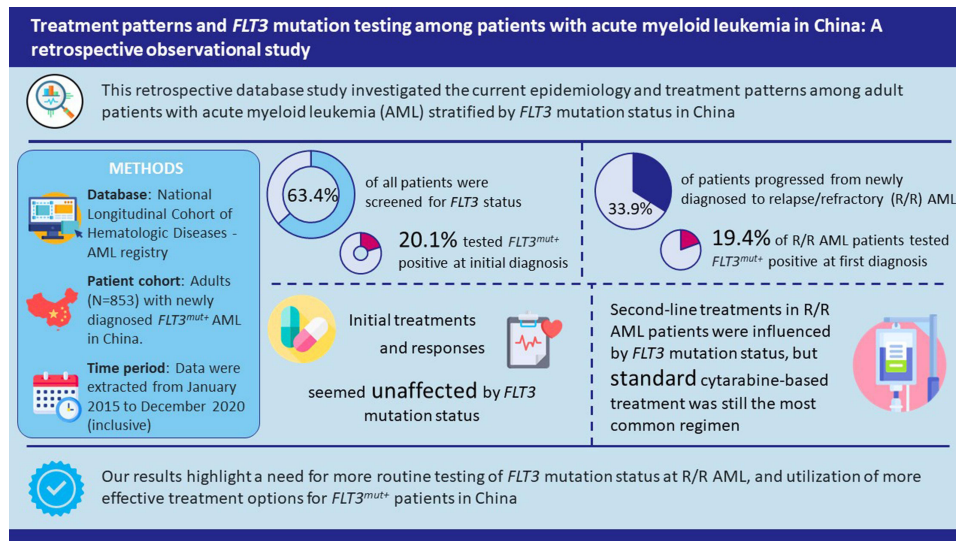 Treatment patterns and FLT3 mutation testing among patients with acute myeloid leukemia in China: A
retrospective observational study
This retrospective database study investigated the current epidemiology and treatment patterns among adult
patients with acute myeloid leukemia (AML) stratified by FLT3 mutation status in China
METHODS
Database: National
Longitudinal Cohort of
Hematologic Diseases -
AML registry
Patient cohort: Adults
(N=853) with newly
diagnosed FLT3mut+ AML
in China.
Time period: Data were
extracted from January
2015 to December 2020
(inclusive)
63.4%
of all patients were
screened for FLT3 status
20.1% tested FLT3mut+
positive at initial diagnosis
33.9%
of patients progressed from newly
diagnosed to relapse/refractory (R/R) AML
19.4% of R/R AML patients tested
FLT3mut+ positive at first diagnosis
Initial treatments
and responses
seemed unaffected by FLT3
mutation status
Second-line treatments in R/R
AML patients were influenced
by FLT3 mutation status, but
standard cytarabine-based
treatment was still the most
common regimen
Our results highlight a need for more routine testing of FLT3 mutation status at R/R AML, and utilization of more
effective treatment options for FLT3mut+ patients in China